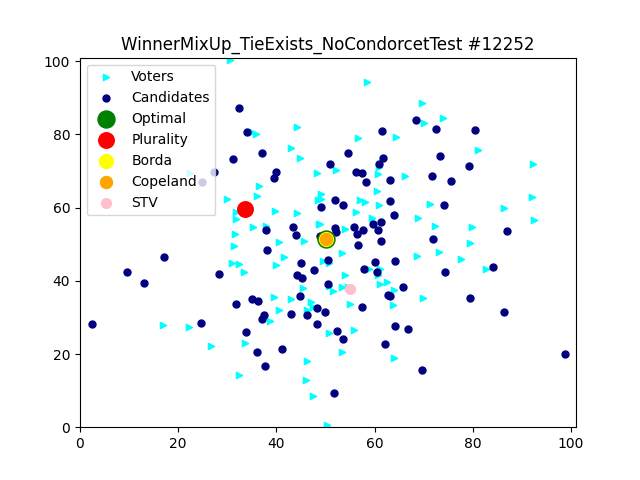 WinnerMixUp_TieExists_NoCondorcetTest #12252
100
80
60
40
20
0
0
20
40
60
80
100
Voters
Candidates
Optimal
Plurality
Borda
Copeland
STV